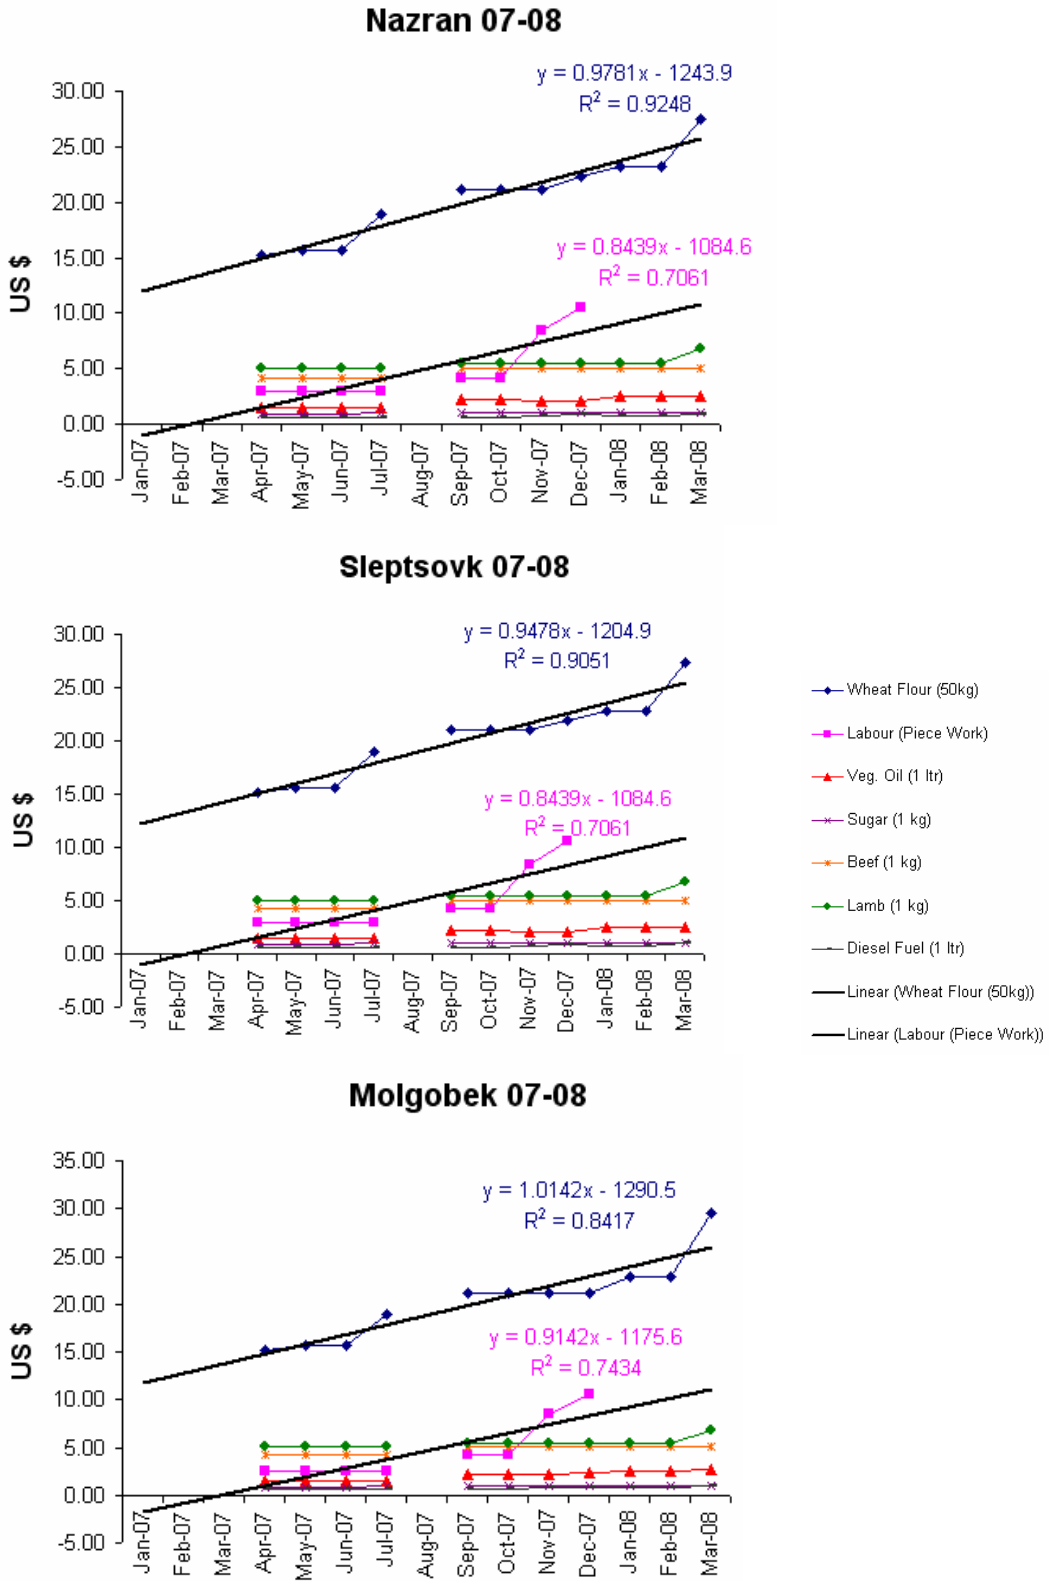 Nazran 07-08
y = 0.9781x - 1243.9
R² = 0.9248
y = 0.8439x - 1084.6
R² = 0.7061
US $
30.00
25.00
20.00
15.00
10.00
5.00
0.00
-5.00
Jan-07
Feb-07
Mar-07
Apr-07
May-07
Jun-07
Jul-07
Aug-07
Sep-07
Oct-07
Nov-07
Dec-07
Jan-08
Feb-08
Mar-08
Sleptsovk 07-08
y = 0.9478x - 1204.9
R² = 0.9051
y = 0.8439x - 1084.6
R² = 0.7061
US $
30.00
25.00
20.00
15.00
10.00
5.00
0.00
-5.00
Jan-07
Feb-07
Mar-07
Apr-07
May-07
Jun-07
Jul-07
Aug-07
Sep-07
Oct-07
Nov-07
Dec-07
Jan-08
Feb-08
Mar-08
Wheat Flour (50kg)
Labour (Piece Work)
Veg. Oil (1 ltr)
Sugar (1 kg)
Beef (1 kg)
Lamb (1 kg)
Diesel Fuel (1 ltr)
Linear (Wheat Flour (50kg))
Linear (Labour (Piece Work))
Molgobek 07-08
y = 1.0142x - 1290.5
R² = 0.8417
y = 0.9142x - 1175.6
R² = 0.7434
US $
35.00
30.00
25.00
20.00
15.00
10.00
5.00
0.00
-5.00
Jan-07
Feb-07
Mar-07
Apr-07
May-07
Jun-07
Jul-07
Aug-07
Sep-07
Oct-07
Nov-07
Dec-07
Jan-08
Feb-08
Mar-08